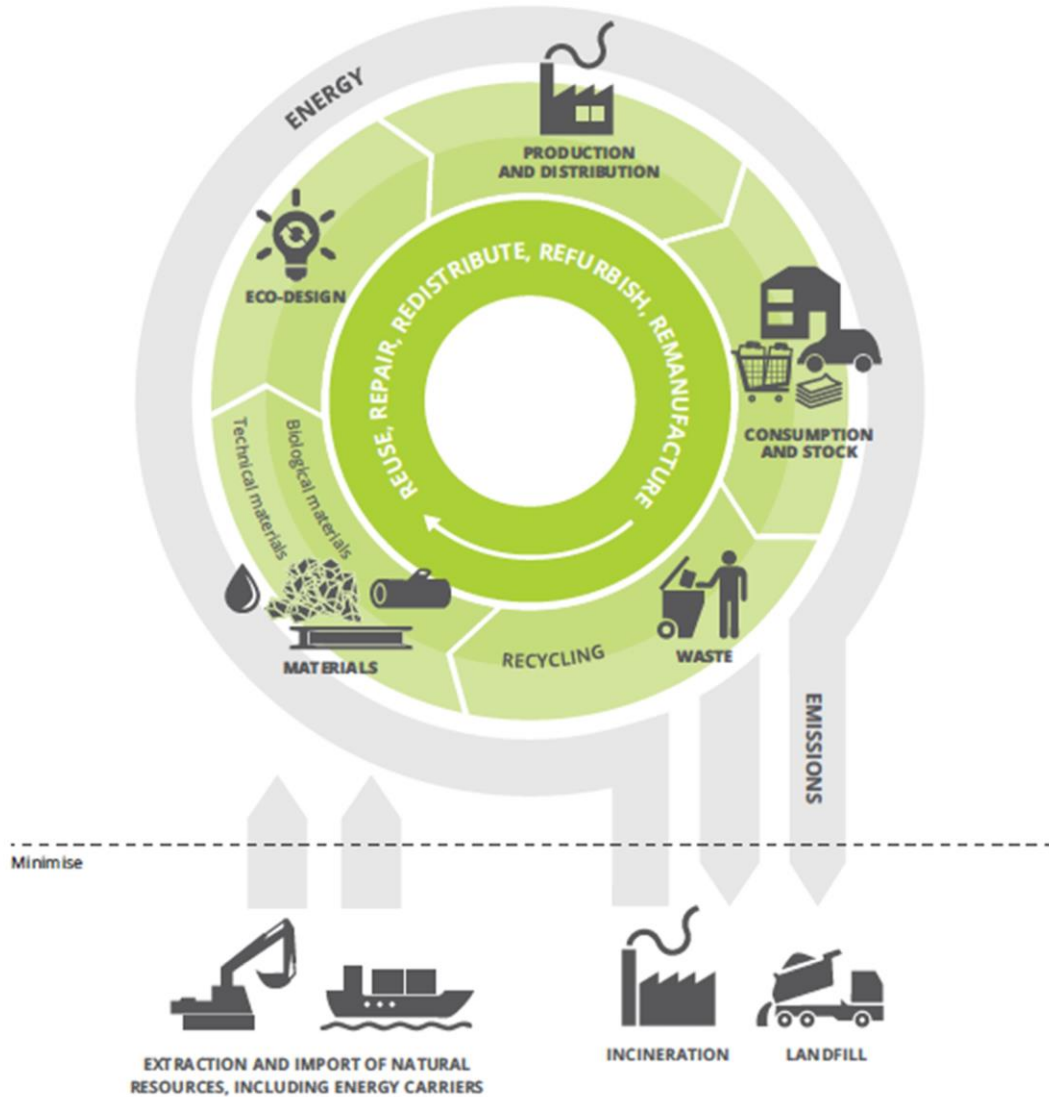 ENERGY
PRODUCTION
AND DISTRIBUTION
ECO-DESIGN
REUSE, REPAIR, REDISTRIBUTE, REFURBISH, REMANUFACTURE
CONSUMPTION
AND STOCK
Technical materials
Biological materials
MATERIALS
RECYCLING
WASTE
EMISSIONS
Minimise
EXTRACTION AND IMPORT OF NATURAL
RESOURCES, INCLUDING ENERGY CARRIERS
INCINERATION
LANDFILL